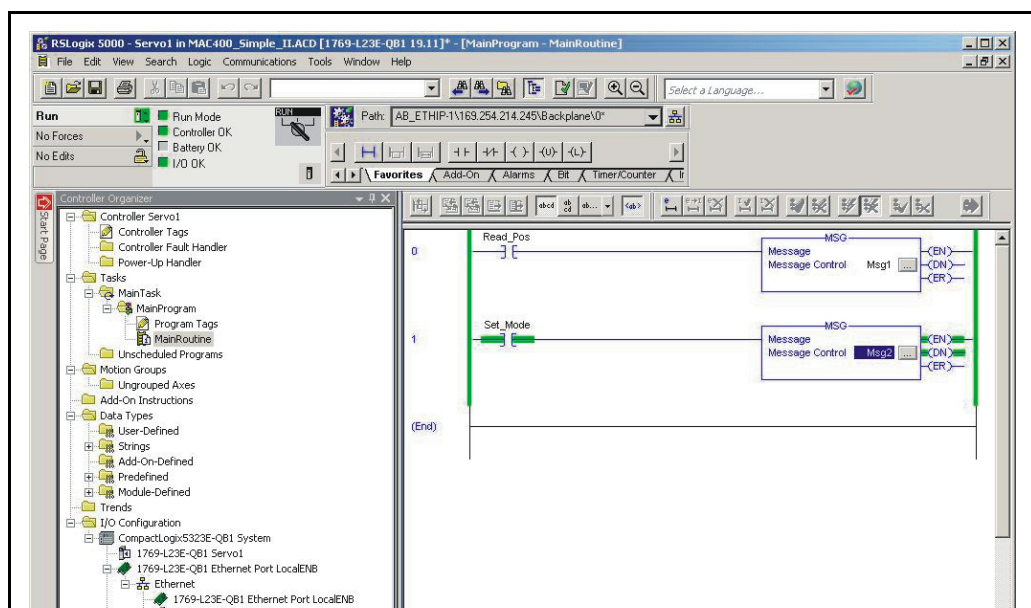 RSLogix 5000 - Servo1 in MAC400_Simple_II.ACD [1769-L23E-QB1 19.11]* - [MainProgram - MainRoutine]
File Edit View Search Logic Communications Tools Window Help
Select a Language...
Run
Run Mode
No Forces
Controller OK
Battery OK
No Edits
I/O OK
RUN
Path: AB_ETHIP-1\169.254.214.245\Backplane\0*
Favorites Add-On Alarms Bit Timer/Counter
Controller Organizer
Start Page
Controller Servo1
Controller Tags
Controller Fault Handler
Power-Up Handler
Tasks
MainTask
MainProgram
Program Tags
MainRoutine
Unscheduled Programs
Motion Groups
Ungrouped Axes
Add-On Instructions
Data Types
User-Defined
Strings
Add-On-Defined
Predefined
Module-Defined
Trends
I/O Configuration
CompactLogix5323E-QB1 System
1769-L23E-QB1 Servo1
1769-L23E-QB1 Ethernet Port LocalENB
Ethernet
1769-L23E-QB1 Ethernet Port LocalENB
0
Read_Pos
MSG
Message
Message Control Msg1 ...
(EN)
(DN)
(ER)
1
Set_Mode
MSG
Message
Message Control Msg2 ...
(EN)
(DN)
(ER)
(End)